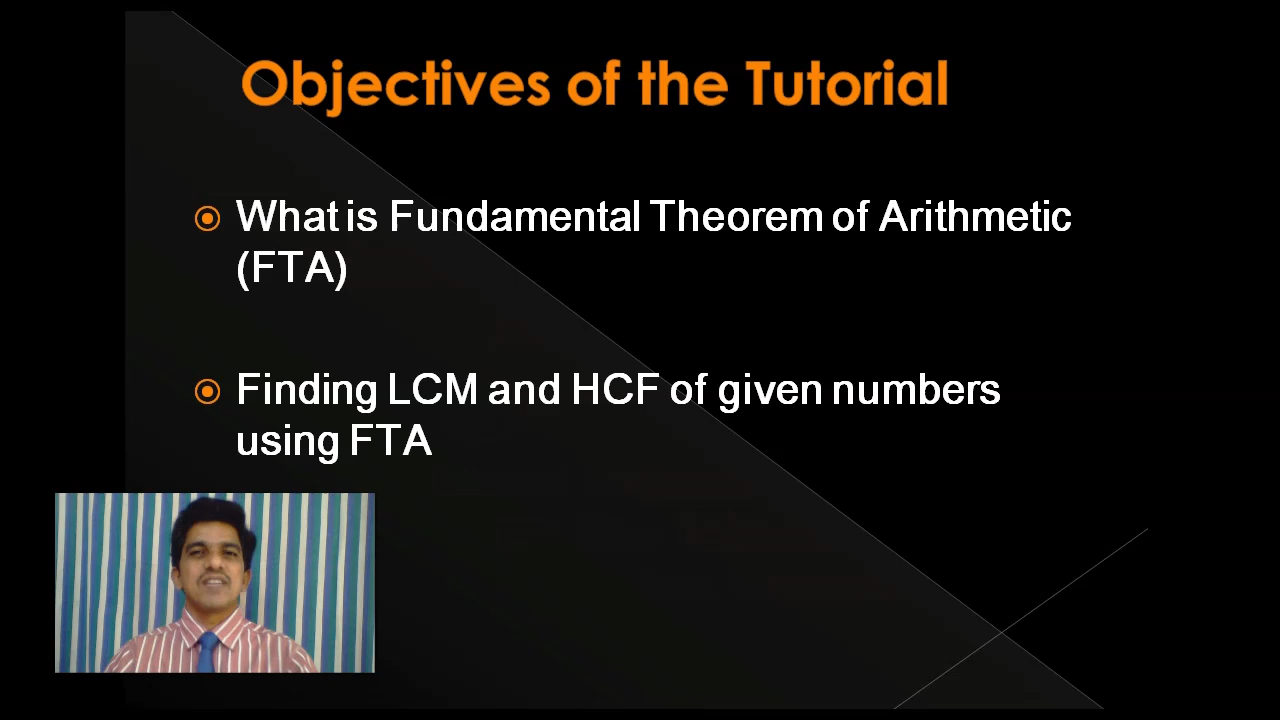 Objectives of the Tutorial
What is Fundamental Theorem of Arithmetic
(FTA)
Finding LCM and HCF of given numbers
using FTA